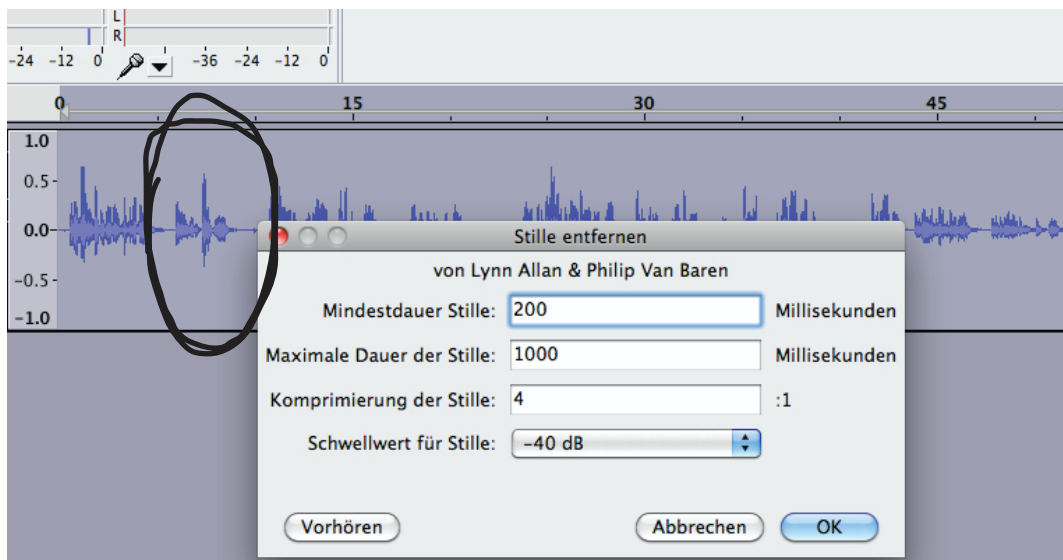 L
R
-24 -12 0 -36 -24 -12 0
0 15 30 45
1.0
0.5
0.0
-0.5
-1.0
Stille entfernen
von Lynn Allan & Philip Van Baren
Mindestdauer Stille: 200 Millisekunden
Maximale Dauer der Stille: 1000 Millisekunden
Komprimierung der Stille: 4 :1
Schwellwert für Stille: -40 dB
Vorhören Abbrechen OK